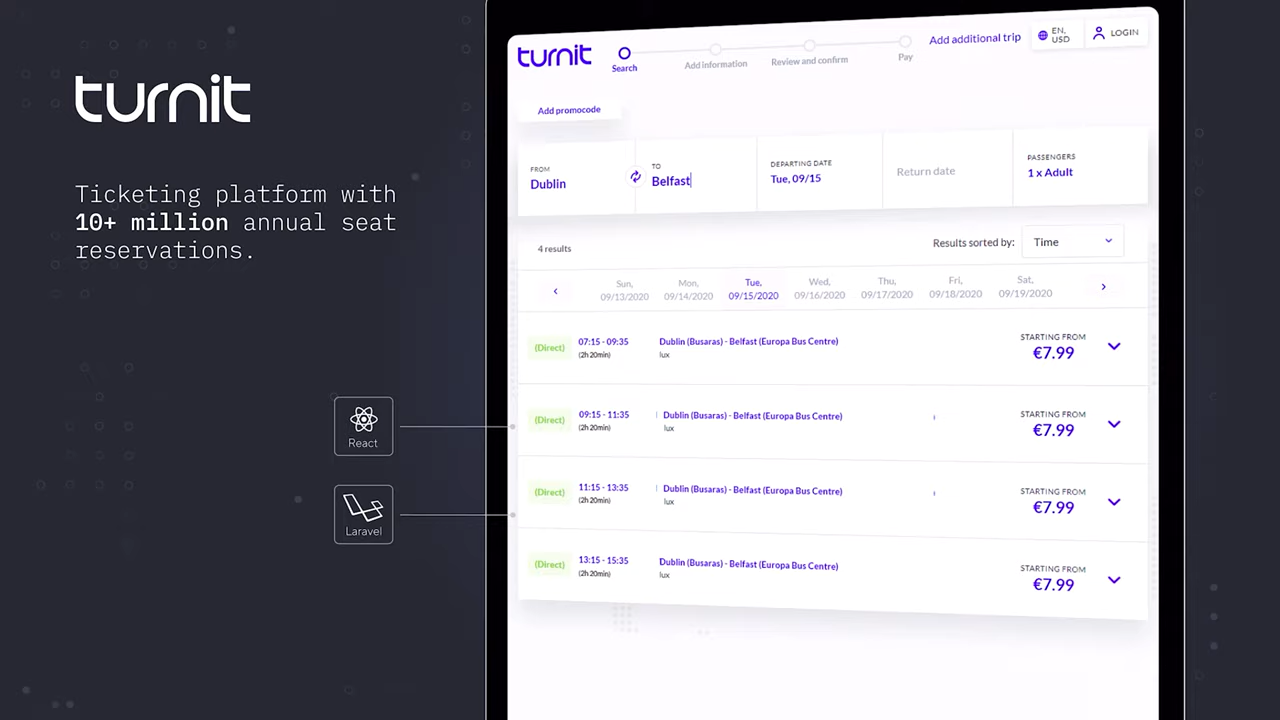 turnit
Ticketing platform with
10+ million annual seat
reservations.
React
Laravel
turnit
Search
Add information
Review and confirm
Pay
Add additional trip
EN,
USD
LOGIN
Add promocode
FROM
Dublin
TO
Belfast
DEPARTING DATE
Tue, 09/15
Return date
PASSENGERS
1 x Adult
4 results
Results sorted by:
Time
Sun,
09/13/2020
Mon,
09/14/2020
Tue,
09/15/2020
Wed,
09/16/2020
Thu,
09/17/2020
Fri,
09/18/2020
Sat,
09/19/2020
(Direct)
07:15 - 09:35
(2h 20min)
Dublin (Busaras) - Belfast (Europa Bus Centre)
lux
STARTING FROM
€7.99
(Direct)
09:15 - 11:35
(2h 20min)
Dublin (Busaras) - Belfast (Europa Bus Centre)
lux
STARTING FROM
€7.99
(Direct)
11:15 - 13:35
(2h 20min)
Dublin (Busaras) - Belfast (Europa Bus Centre)
lux
STARTING FROM
€7.99
(Direct)
13:15 - 15:35
(2h 20min)
Dublin (Busaras) - Belfast (Europa Bus Centre)
lux
STARTING FROM
€7.99